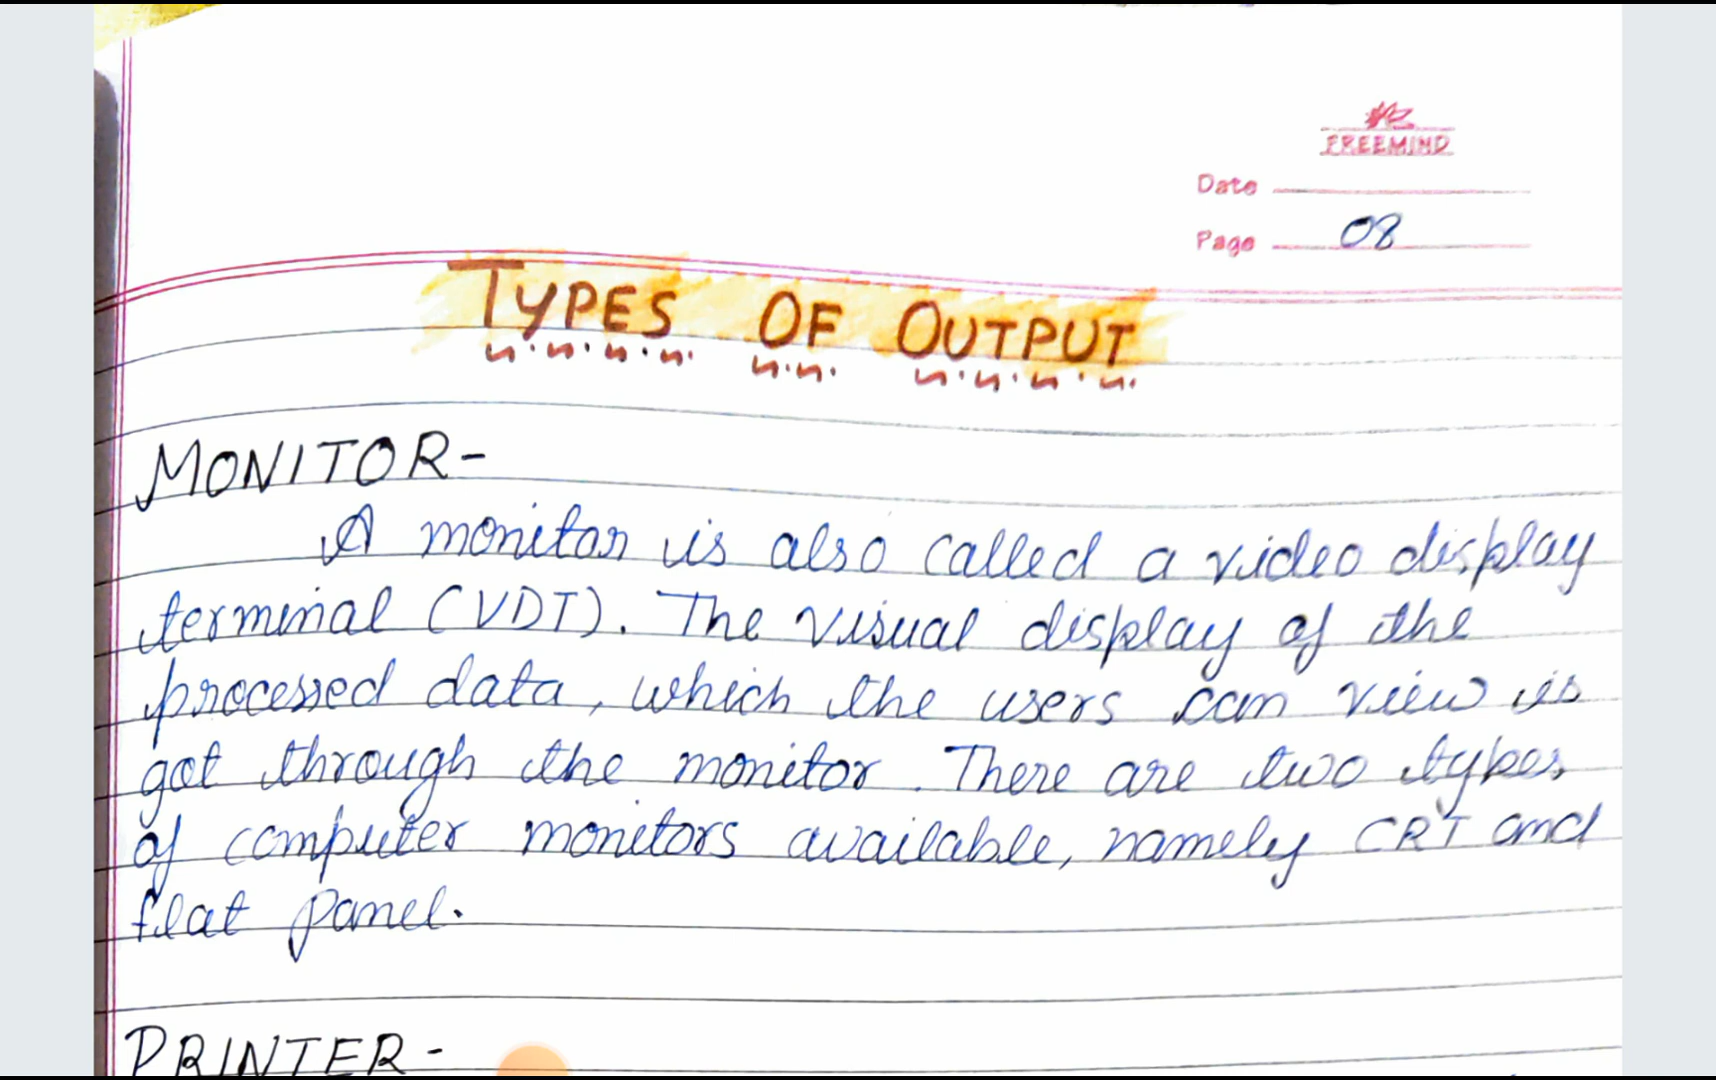 FREEMIND
Date
Page 08
TYPES OF OUTPUT
MONITOR-
A monitor is also called a video display
terminal (VDT). The visual display of the
processed data, which the users can view is
got through the monitor. There are two types
of computer monitors available, namely CRT and
flat panel.
PRINTER-